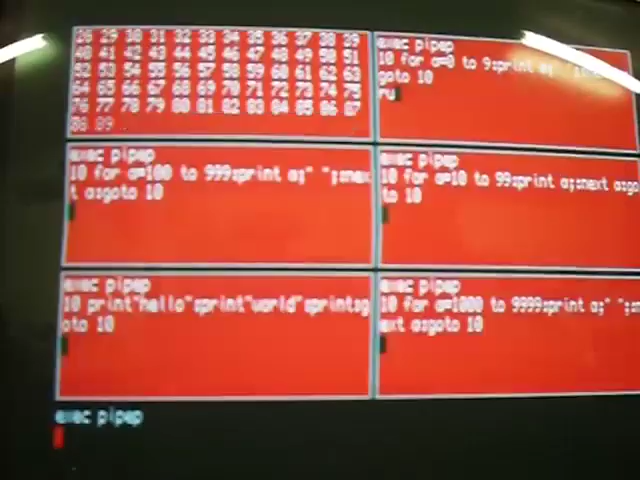 28 29 30 31 32 33 34 35 36 37 38 39
40 41 42 43 44 45 46 47 48 49 50 51
52 53 54 55 56 57 58 59 60 61 62 63
64 65 66 67 68 69 70 71 72 73 74 75
76 77 78 79 80 81 82 83 84 85 86 87
88 89
exec pipep
10 for a=0 to 9:print a;
goto 10
ru
exec pipep
10 for a=100 to 999:print a;" ";:nex
t a:goto 10
exec pipep
10 for a=10 to 99:print a;:next a:go
to 10
exec pipep
10 print"hello":print"world":print:g
oto 10
exec pipep
10 for a=1000 to 9999:print a;" ";:n
ext a:goto 10
exec pipep